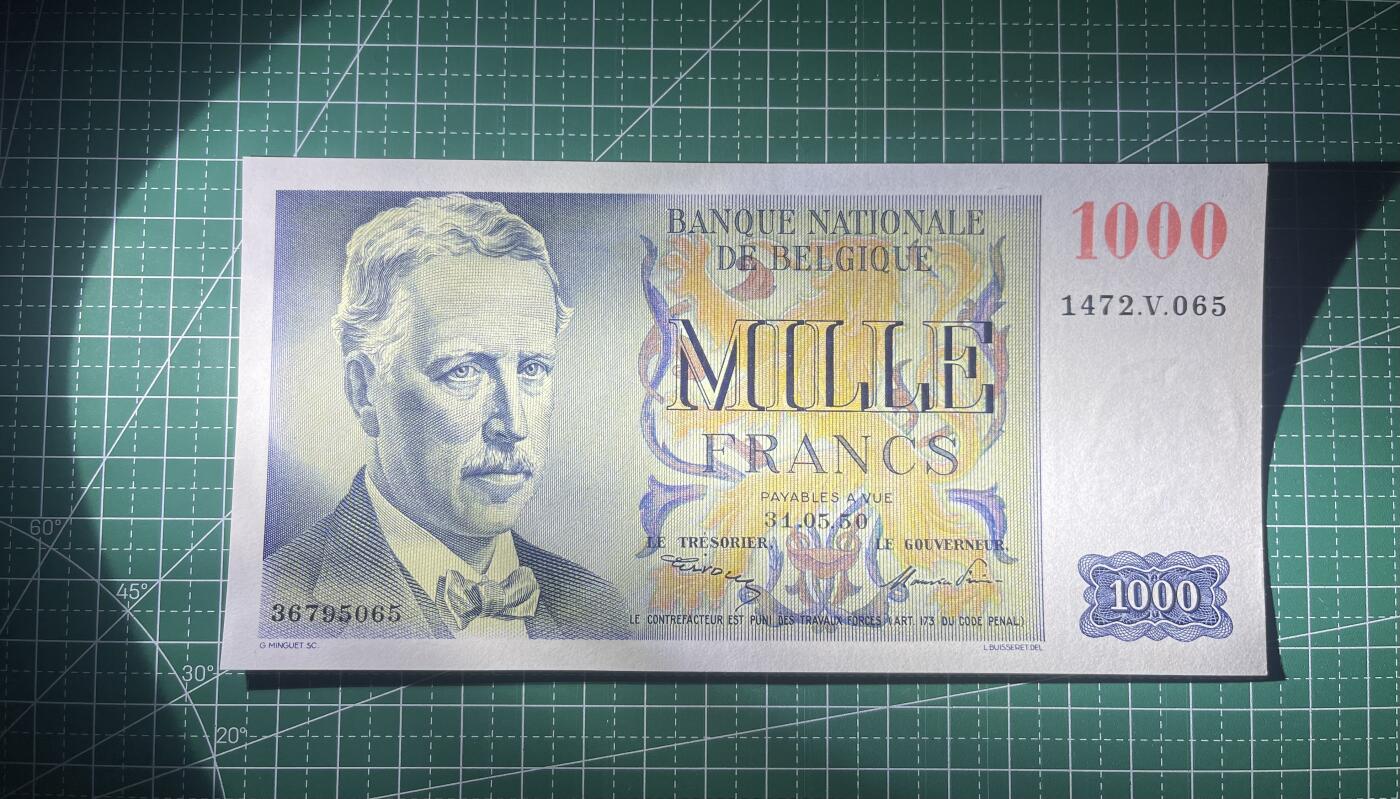 BANQUE NATIONALE
DE BELGIQUE
1000
1472.V.065
MILLE
FRANCS
PAYABLES A VUE
31.05.50
LE TRÉSORIER,
LE GOUVERNEUR,
36795065
LE CONTREFACTEUR EST PUNI DES TRAVAUX FORCÉS (ART. 173 DU CODE PENAL)
1000
G MINGUET SC.
L.BUISSERET.DEL
60°
45°
30°
20°